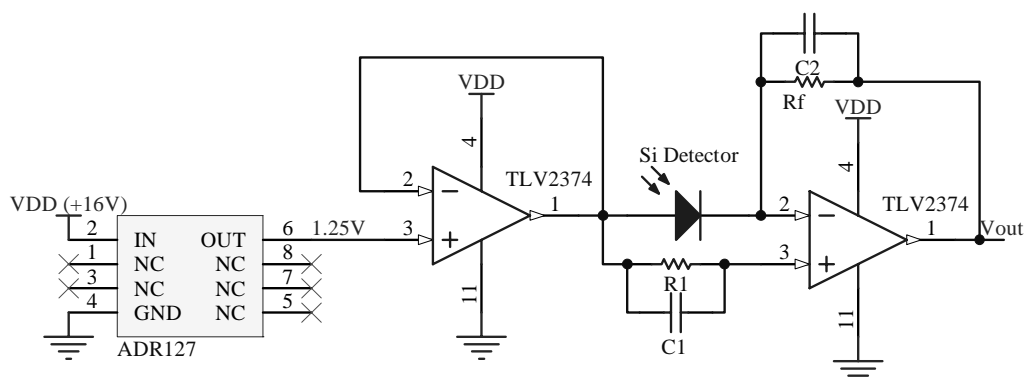 C2
Rf
VDD
VDD
4
4
Si Detector
2
TLV2374
1
3
VDD (+16V)
2
IN
OUT
6
1.25V
1
NC
NC
8
3
NC
NC
7
4
GND
NC
5
ADR127
11
2
TLV2374
1
Vout
3
R1
C1
11
−
+
−
+